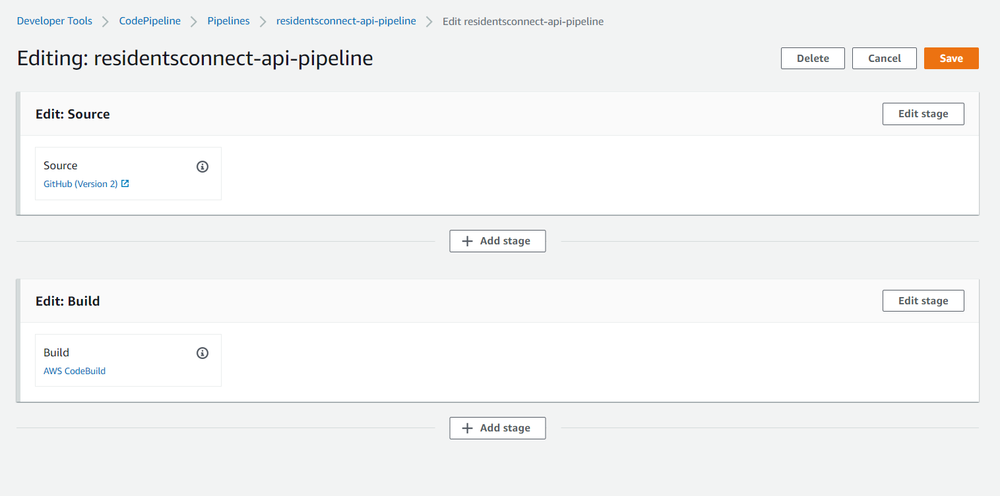 Developer Tools > CodePipeline > Pipelines > residentsconnect-api-pipeline > Edit residentsconnect-api-pipeline
Editing: residentsconnect-api-pipeline
Delete Cancel Save
Edit: Source
Edit stage
Source
GitHub (Version 2)
+ Add stage
Edit: Build
Edit stage
Build
AWS CodeBuild
+ Add stage